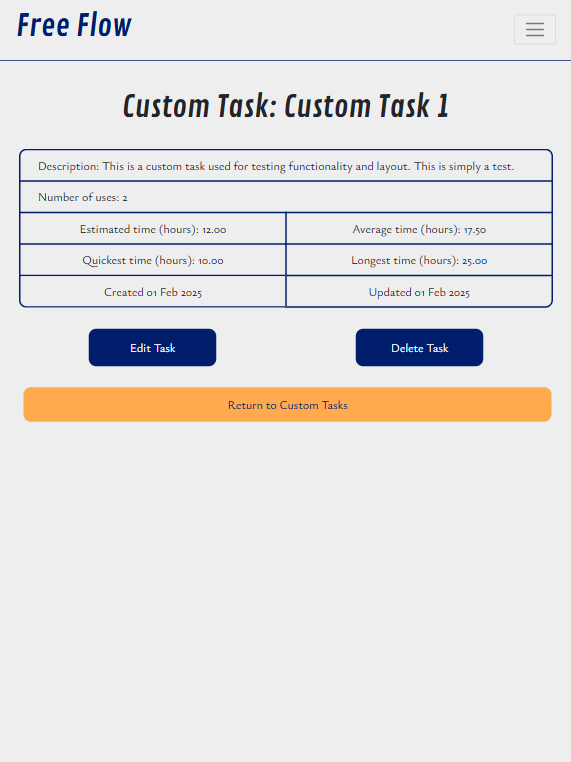 Free Flow
Custom Task: Custom Task 1
Description: This is a custom task used for testing functionality and layout. This is simply a test.
Number of uses: 2
Estimated time (hours): 12.00
Average time (hours): 17.50
Quickest time (hours): 10.00
Longest time (hours): 25.00
Created 01 Feb 2025
Updated 01 Feb 2025
Edit Task
Delete Task
Return to Custom Tasks